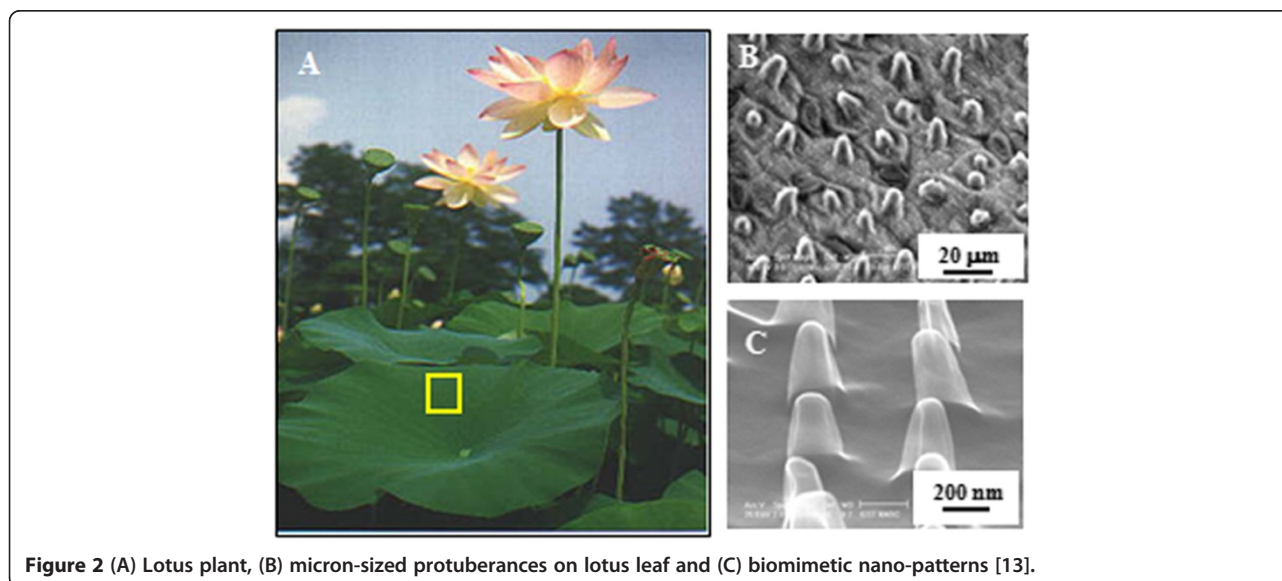 A
B
20 μm
C
200 nm
Figure 2 (A) Lotus plant, (B) micron-sized protuberances on lotus leaf and (C) biomimetic nano-patterns [13].